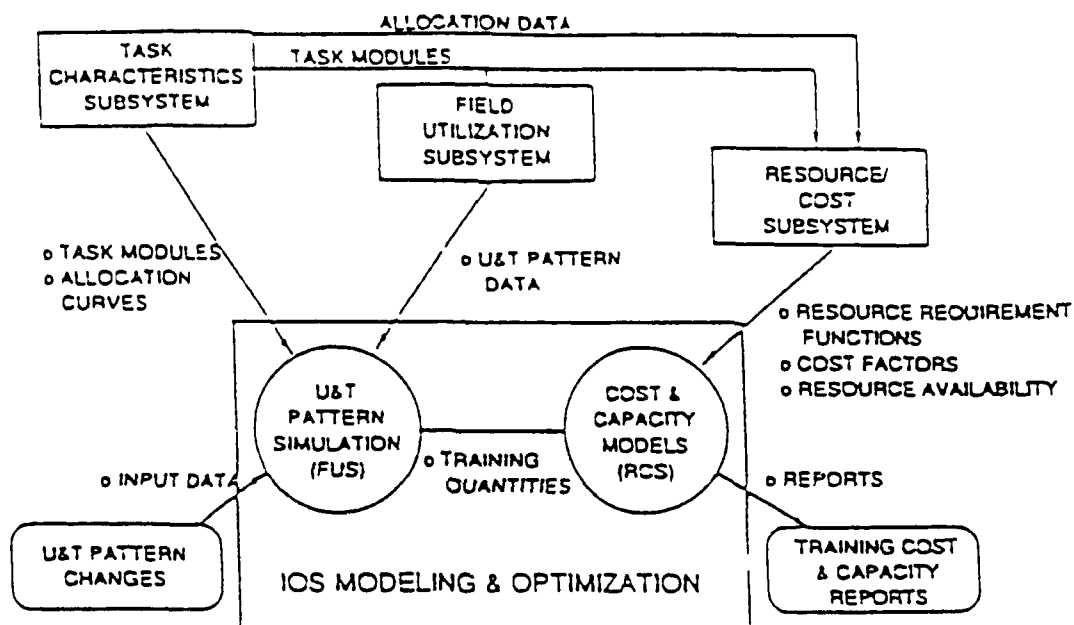 ALLOCATION DATA
TASK
CHARACTERISTICS
SUBSYSTEM
TASK MODULES
FIELD
UTILIZATION
SUBSYSTEM
RESOURCE/
COST
SUBSYSTEM
o TASK MODULES
o ALLOCATION
CURVES
o U&T PATTERN
DATA
o RESOURCE REQUIREMENT
FUNCTIONS
o COST FACTORS
o RESOURCE AVAILABILITY
U&T
PATTERN
SIMULATION
(FUS)
COST &
CAPACITY
MODELS
(RCS)
o TRAINING
QUANTITIES
o INPUT DATA
o REPORTS
U&T PATTERN
CHANGES
IOS MODELING & OPTIMIZATION
TRAINING COST
& CAPACITY
REPORTS